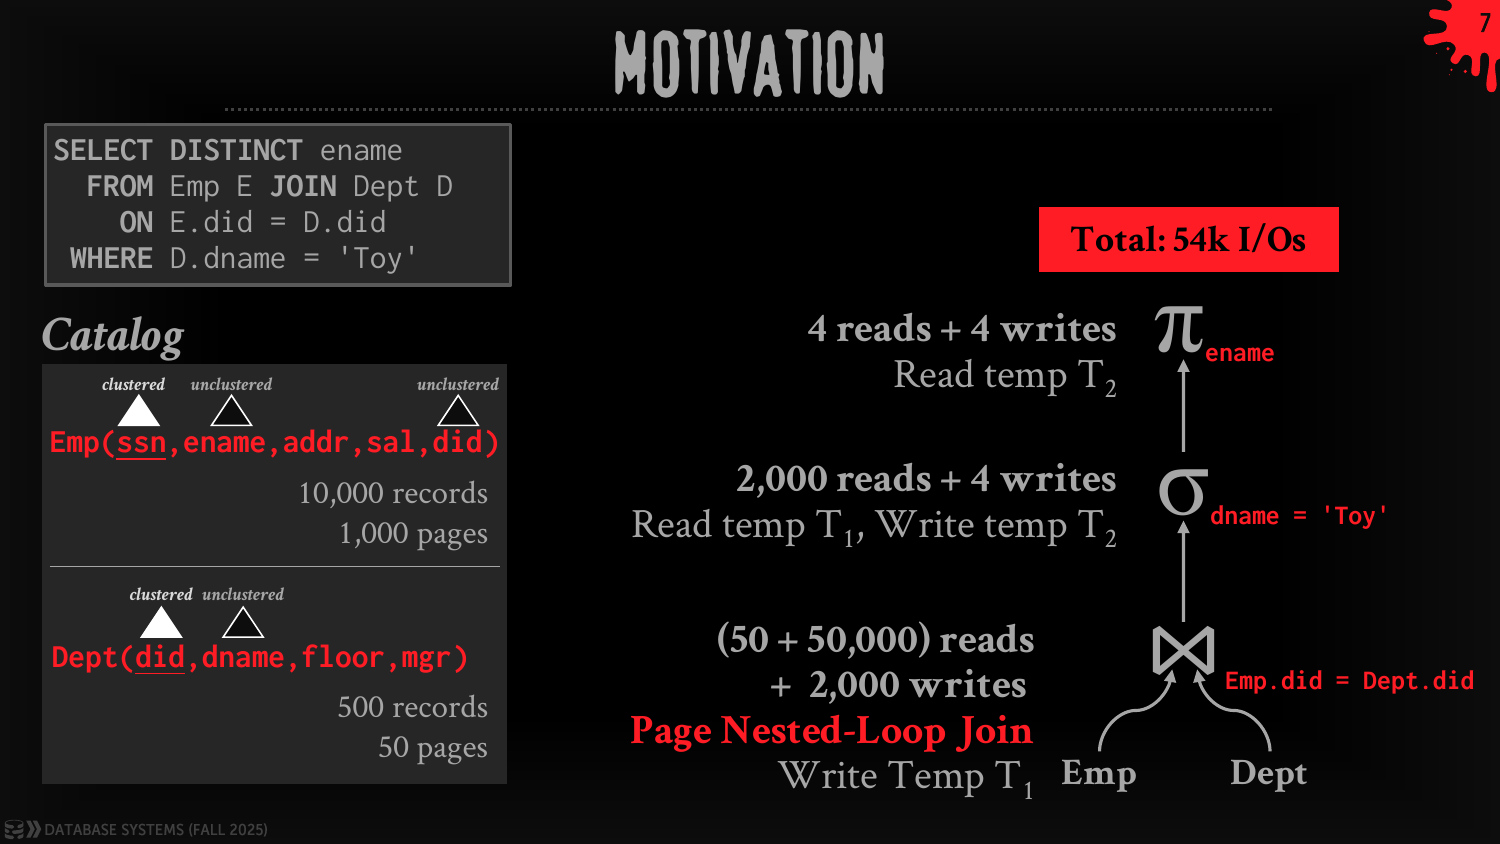 7
MOTIVATION
SELECT DISTINCT ename
FROM Emp E JOIN Dept D
ON E.did = D.did
WHERE D.dname = 'Toy'
Catalog
clustered unclustered unclustered
Emp(ssn,ename,addr,sal,did)
10,000 records
1,000 pages
clustered unclustered
Dept(did,dname,floor,mgr)
500 records
50 pages
Total: 54k I/Os
4 reads + 4 writes
Read temp T2
π ename
2,000 reads + 4 writes
Read temp T1, Write temp T2
σ dname = 'Toy'
(50 + 50,000) reads
+ 2,000 writes
Page Nested-Loop Join
Write Temp T1
⋈ Emp.did = Dept.did
Emp Dept
DATABASE SYSTEMS (FALL 2025)